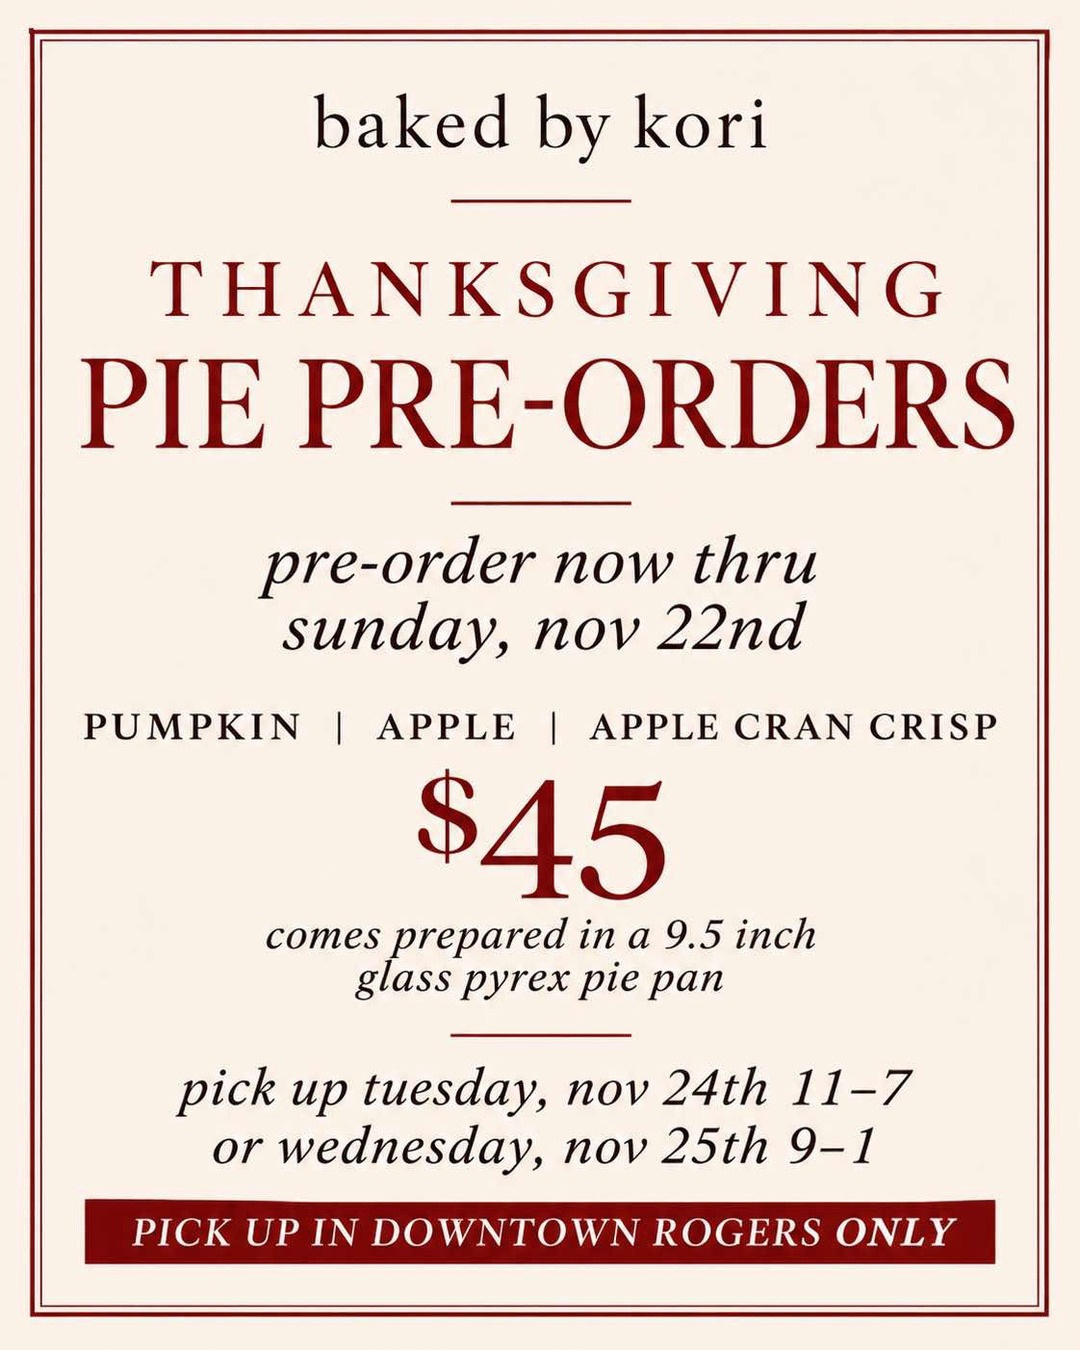 baked by kori
THANKSGIVING
PIE PRE-ORDERS
pre-order now thru
sunday, nov 22nd
PUMPKIN | APPLE | APPLE CRAN CRISP
$45
comes prepared in a 9.5 inch
glass pyrex pie pan
pick up tuesday, nov 24th 11–7
or wednesday, nov 25th 9–1
PICK UP IN DOWNTOWN ROGERS ONLY